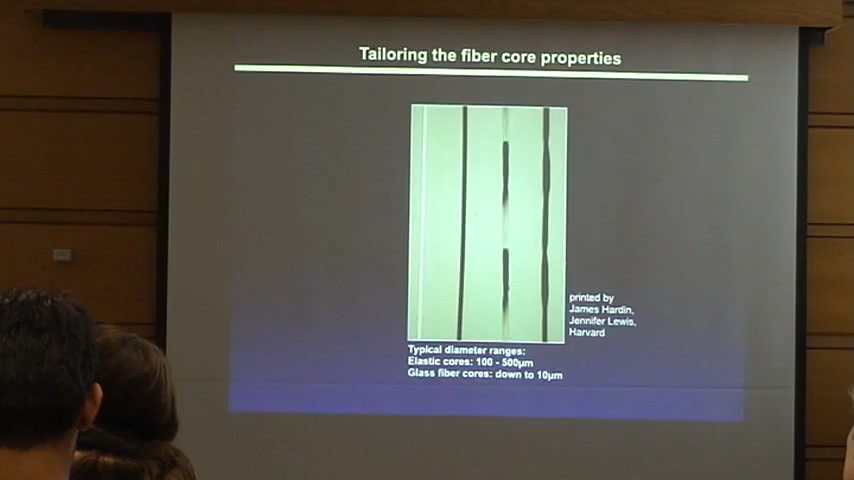 Tailoring the fiber core properties
printed by
James Hardin,
Jennifer Lewis,
Harvard
Typical diameter ranges:
Elastic cores: 100 - 500µm
Glass fiber cores: down to 10µm